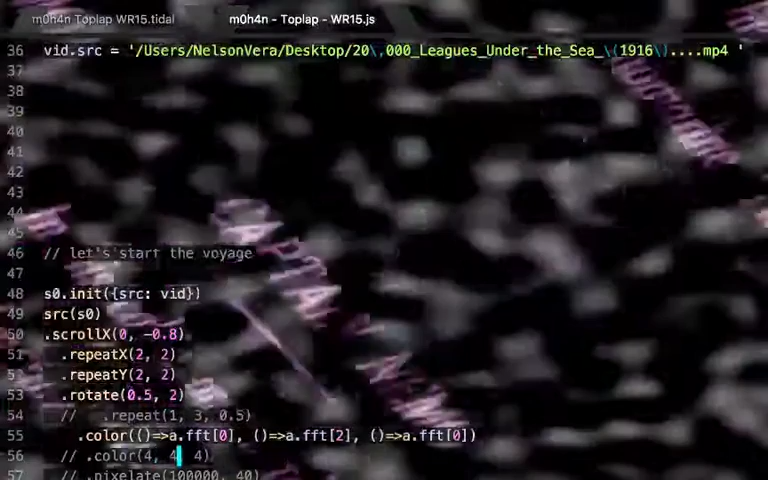 m0h4n Toplap WR15.tidal
m0h4n - Toplap - WR15.js
36 vid.src = '/Users/NelsonVera/Desktop/20\,000_Leagues_Under_the_Sea_\(1916\)....mp4 '
37
38
39
40
41
42
43
44
45
46 // let's start the voyage
47
48 s0.init({src: vid})
49 src(s0)
50 .scrollX(0, -0.8)
51 .repeatX(2, 2)
52 .repeatY(2, 2)
53 .rotate(0.5, 2)
54 // .repeat(1, 3, 0.5)
55 .color(()=>a.fft[0], ()=>a.fft[2], ()=>a.fft[0])
56 // .color(4, 4 4)
57 // .pixelate(100000, 40)